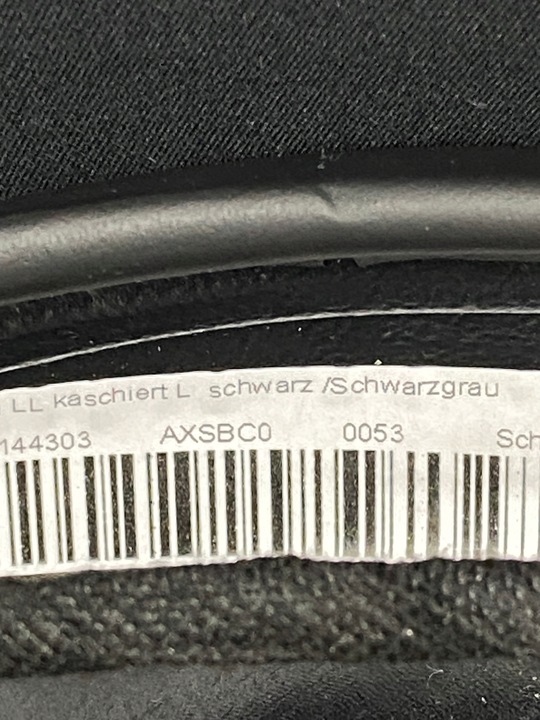 LL kaschiert L schwarz /Schwarzgrau
144303 AXSBC0 0053 Sch